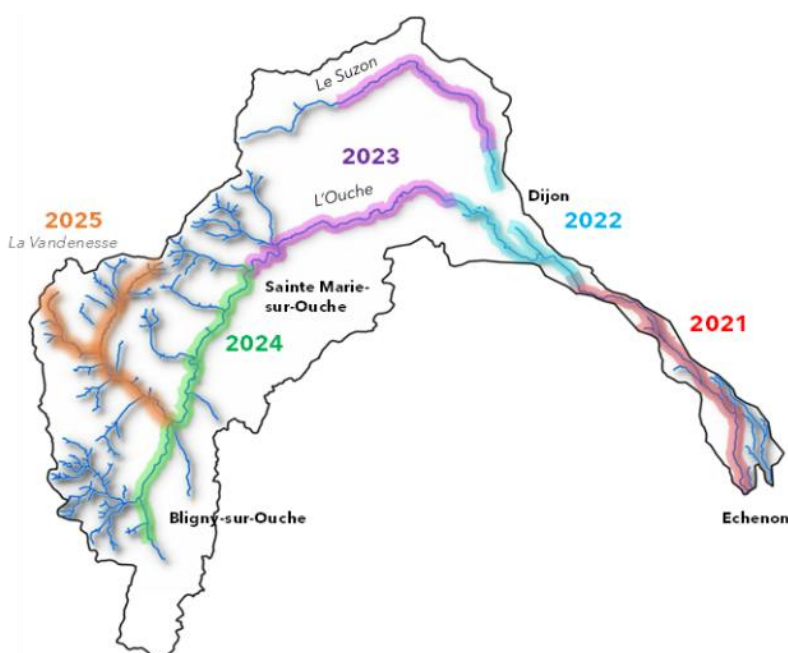 Le Suzon
2023
L'Ouche
Dijon
2022
2025
La Vandenesse
Sainte Marie-
sur-Ouche
2024
2021
Bligny-sur-Ouche
Echenon